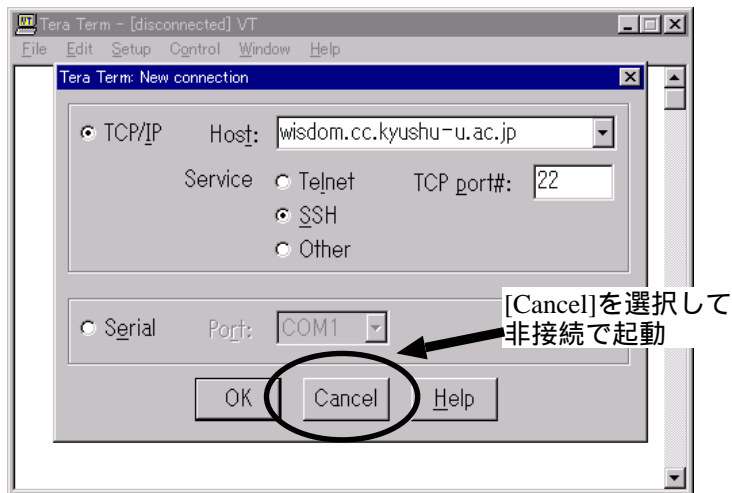 Tera Term - [disconnected] VT
File Edit Setup Control Window Help
Tera Term: New connection
TCP/IP Host: wisdom.cc.kyushu-u.ac.jp
Service Telnet TCP port#: 22
SSH
Other
[Cancel]を選択して
非接続で起動
Serial Port: COM1
OK Cancel Help